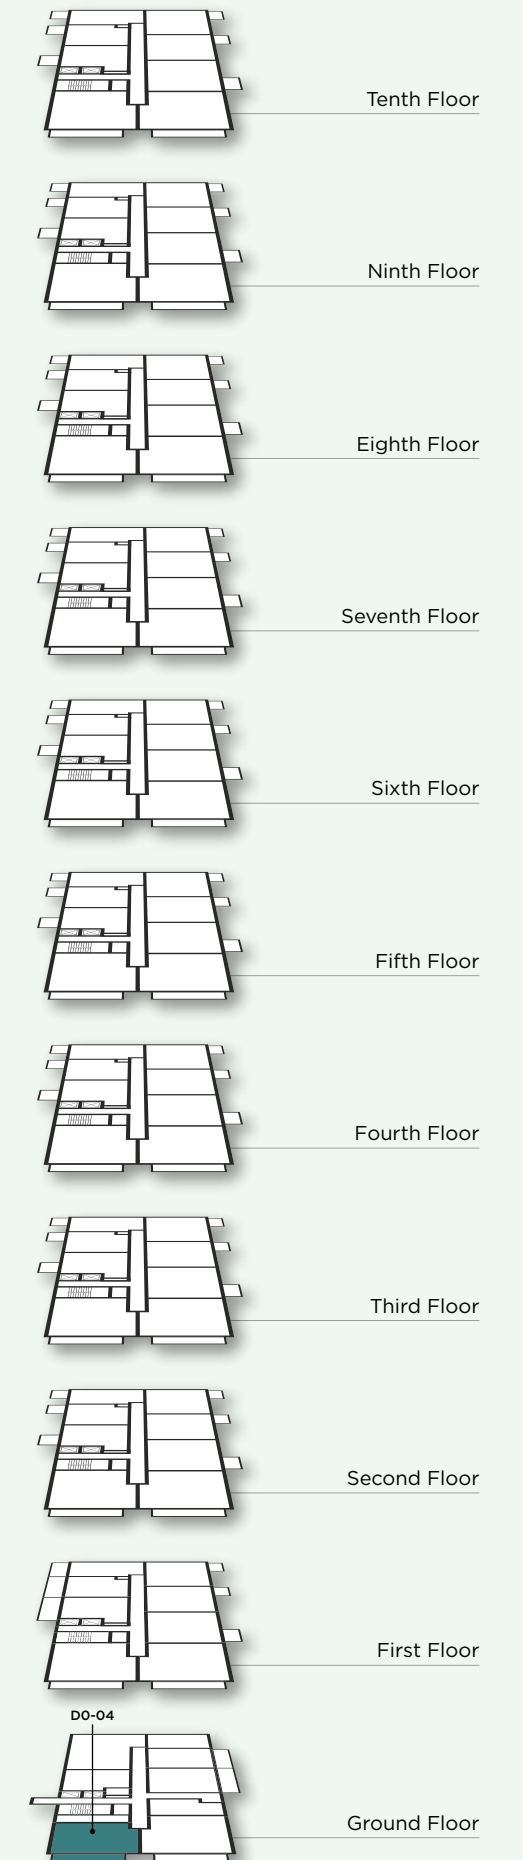 Tenth Floor
Ninth Floor
Eighth Floor
Seventh Floor
Sixth Floor
Fifth Floor
Fourth Floor
Third Floor
Second Floor
First Floor
D0-04
Ground Floor